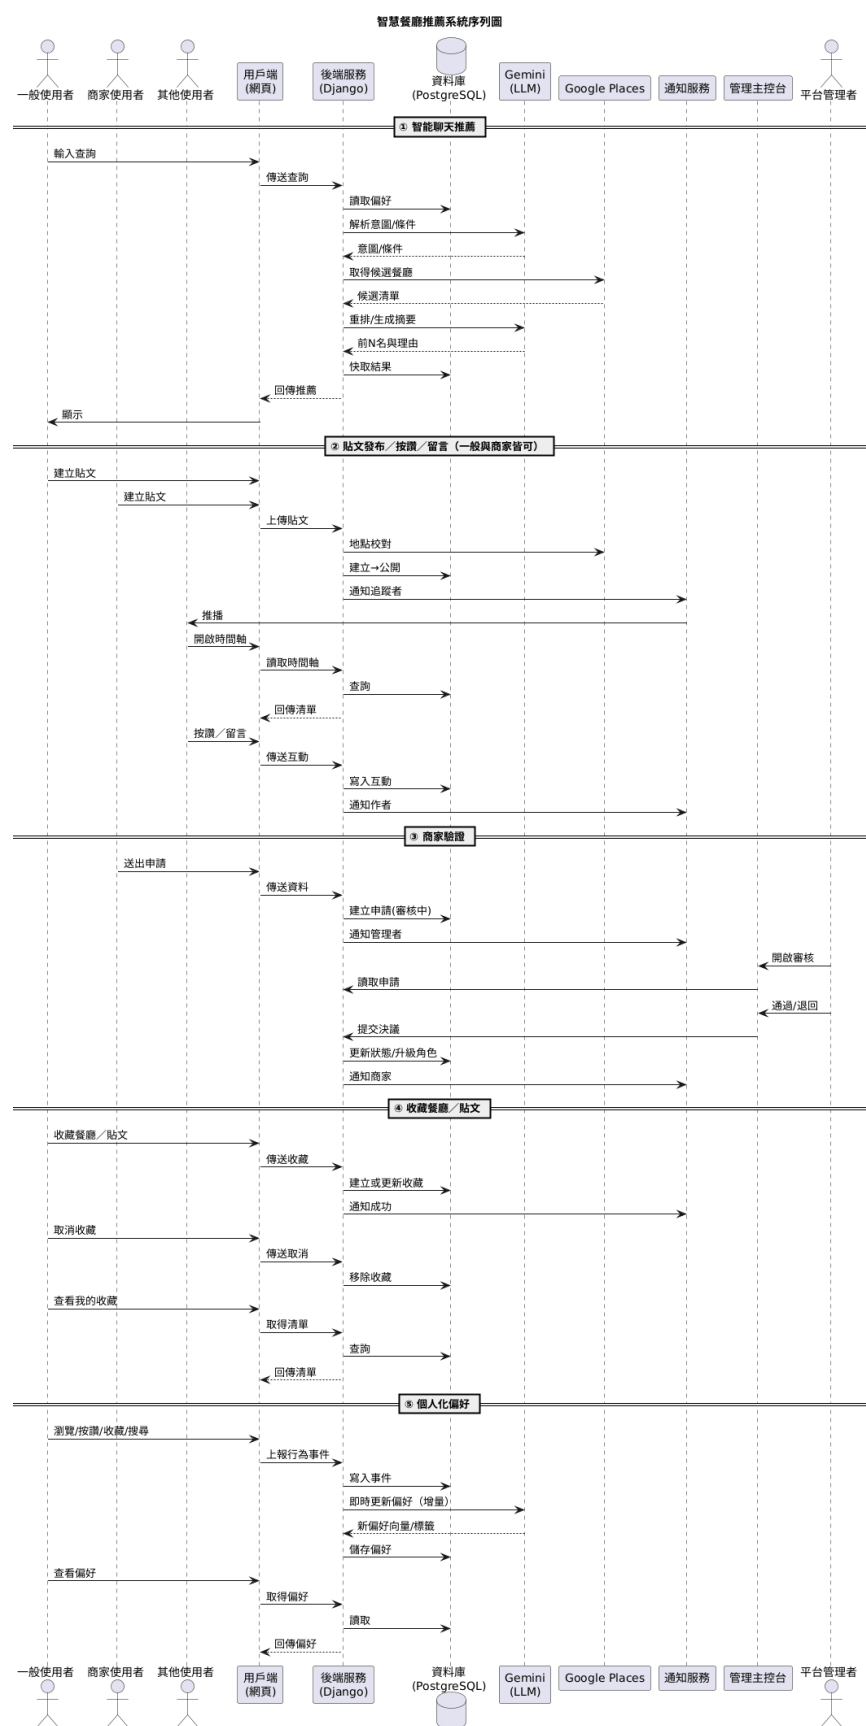 智慧餐廳推薦系統序列圖
一般使用者
商家使用者
其他使用者
用戶端
(網頁)
後端服務
(Django)
資料庫
(PostgreSQL)
Gemini
(LLM)
Google Places
通知服務
管理主控台
平台管理者
① 智能聊天推薦
輸入查詢
傳送查詢
讀取偏好
解析意圖/條件
意圖/條件
取得候選餐廳
候選清單
重排/生成摘要
前N名與理由
快取結果
回傳推薦
顯示
② 貼文發布／按讚／留言（一般與商家皆可）
建立貼文
建立貼文
上傳貼文
地點校對
建立→公開
通知追蹤者
推播
開啟時間軸
讀取時間軸
查詢
回傳清單
按讚／留言
傳送互動
寫入互動
通知作者
③ 商家驗證
送出申請
傳送資料
建立申請(審核中)
通知管理者
開啟審核
讀取申請
通過/退回
提交決議
更新狀態/升級角色
通知商家
④ 收藏餐廳／貼文
收藏餐廳／貼文
傳送收藏
建立或更新收藏
通知成功
取消收藏
傳送取消
移除收藏
查看我的收藏
取得清單
查詢
回傳清單
⑤ 個人化偏好
瀏覽/按讚/收藏/搜尋
上報行為事件
寫入事件
即時更新偏好（增量）
新偏好向量/標籤
儲存偏好
查看偏好
取得偏好
讀取
回傳偏好
一般使用者
商家使用者
其他使用者
用戶端
(網頁)
後端服務
(Django)
資料庫
(PostgreSQL)
Gemini
(LLM)
Google Places
通知服務
管理主控台
平台管理者